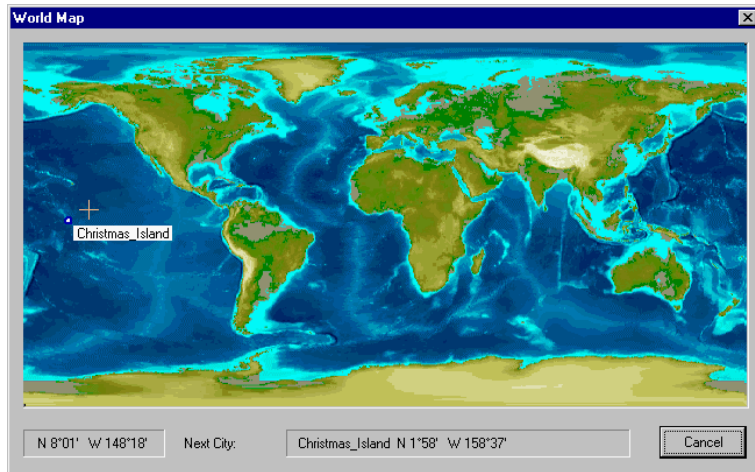 World Map
Christmas_Island
N 8°01' W 148°18' Next City: Christmas_Island N 1°58' W 158°37' Cancel